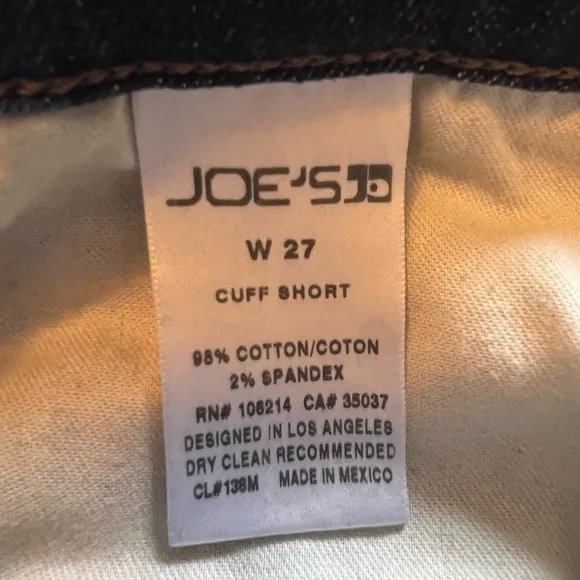 JOE'S
W 27
CUFF SHORT
98% COTTON/COTON
2% SPANDEX
RN# 106214 CA# 35037
DESIGNED IN LOS ANGELES
DRY CLEAN RECOMMENDED
CL#138M MADE IN MEXICO